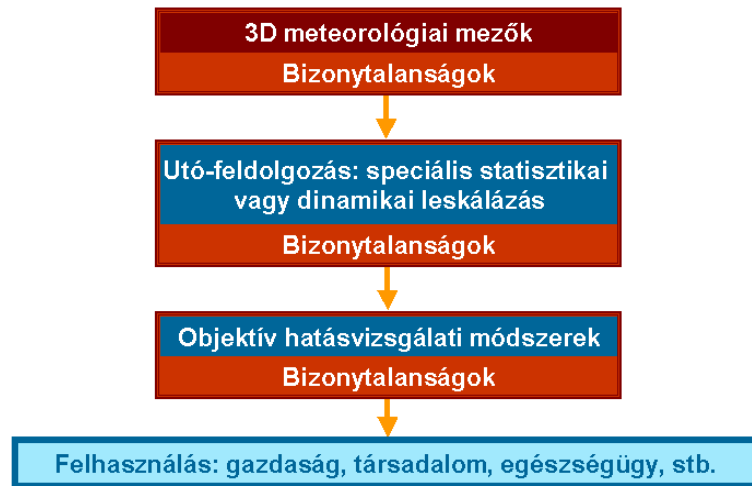 3D meteorológiai mezők
Bizonytalanságok
Utó-feldolgozás: speciális statisztikai
vagy dinamikai leskálázás
Bizonytalanságok
Objektív hatásvizsgálati módszerek
Bizonytalanságok
Felhasználás: gazdaság, társadalom, egészségügy, stb.